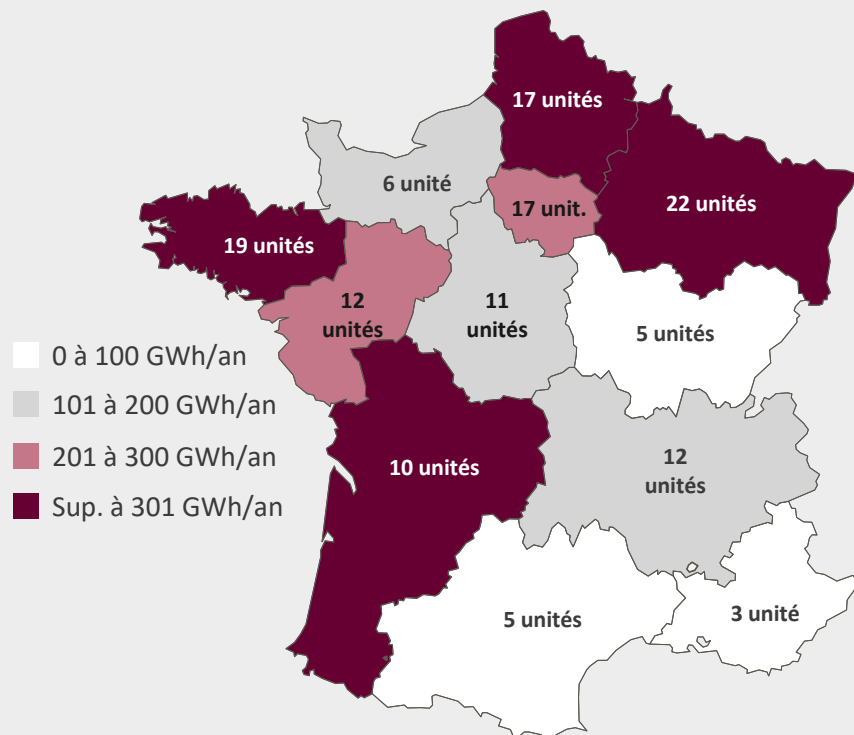 17 unités
6 unité
17 unit.
22 unités
19 unités
12
unités
11
unités
5 unités
0 à 100 GWh/an
101 à 200 GWh/an
201 à 300 GWh/an
Sup. à 301 GWh/an
10 unités
12
unités
5 unités
3 unité